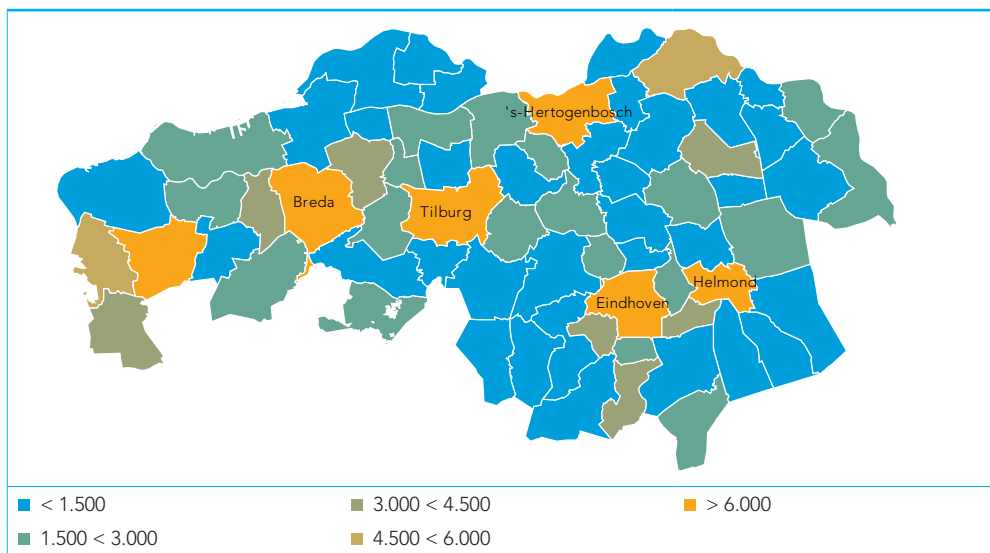 's-Hertogenbosch
Breda
Tilburg
Helmond
Eindhoven
< 1.500
3.000 < 4.500
> 6.000
1.500 < 3.000
4.500 < 6.000